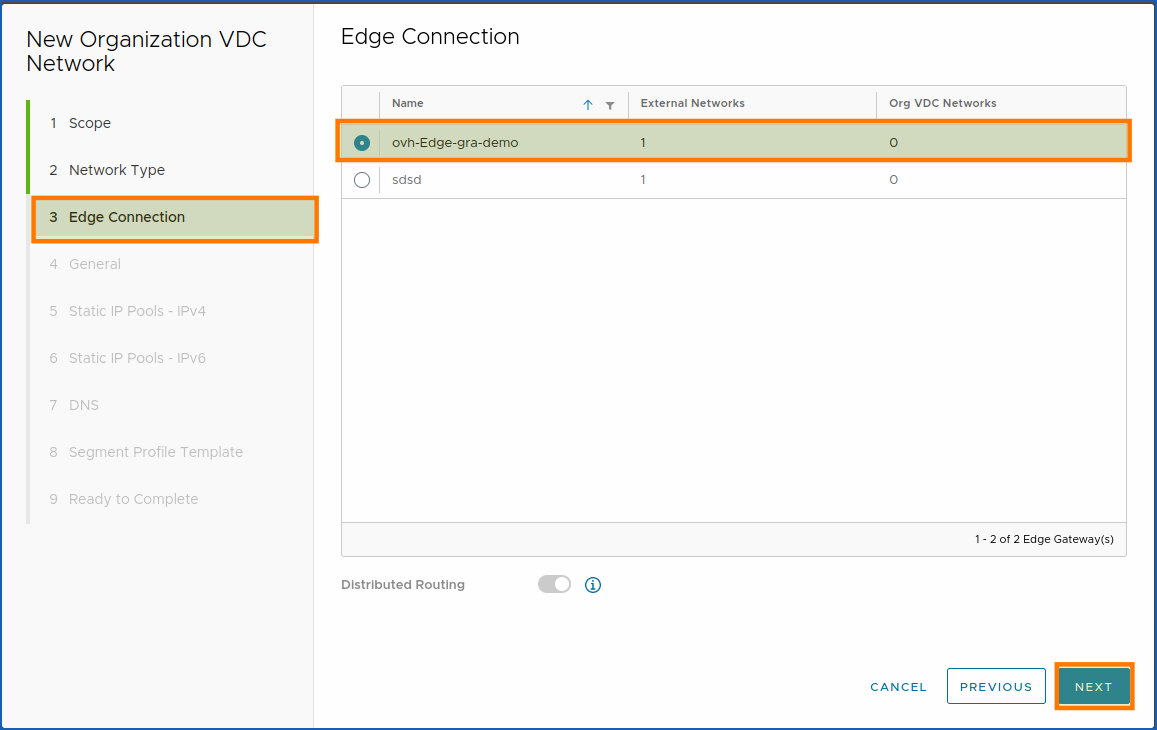 New Organization VDC
Network
1 Scope
2 Network Type
3 Edge Connection
4 General
5 Static IP Pools - IPv4
6 Static IP Pools - IPv6
7 DNS
8 Segment Profile Template
9 Ready to Complete
Edge Connection
Name External Networks Org VDC Networks
ovh-Edge-gra-demo 1 0
sdsd 1 0
1 - 2 of 2 Edge Gateway(s)
Distributed Routing
CANCEL PREVIOUS NEXT